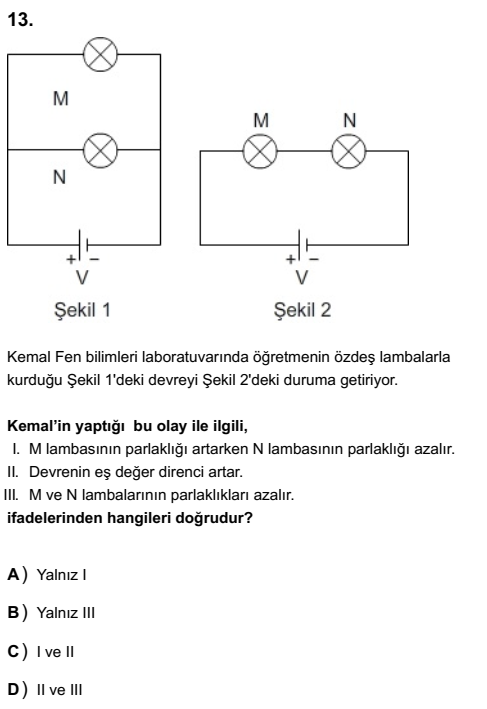 13.
M
N
+ –
V
Şekil 1
M N
+ –
V
Şekil 2
Kemal Fen bilimleri laboratuvarında öğretmenin özdeş lambalarla
kurduğu Şekil 1'deki devreyi Şekil 2'deki duruma getiriyor.
Kemal'in yaptığı bu olay ile ilgili,
I. M lambasının parlaklığı artarken N lambasının parlaklığı azalır.
II. Devrenin eş değer direnci artar.
III. M ve N lambalarının parlaklıkları azalır.
ifadelerinden hangileri doğrudur?
A) Yalnız I
B) Yalnız III
C) I ve II
D) II ve III